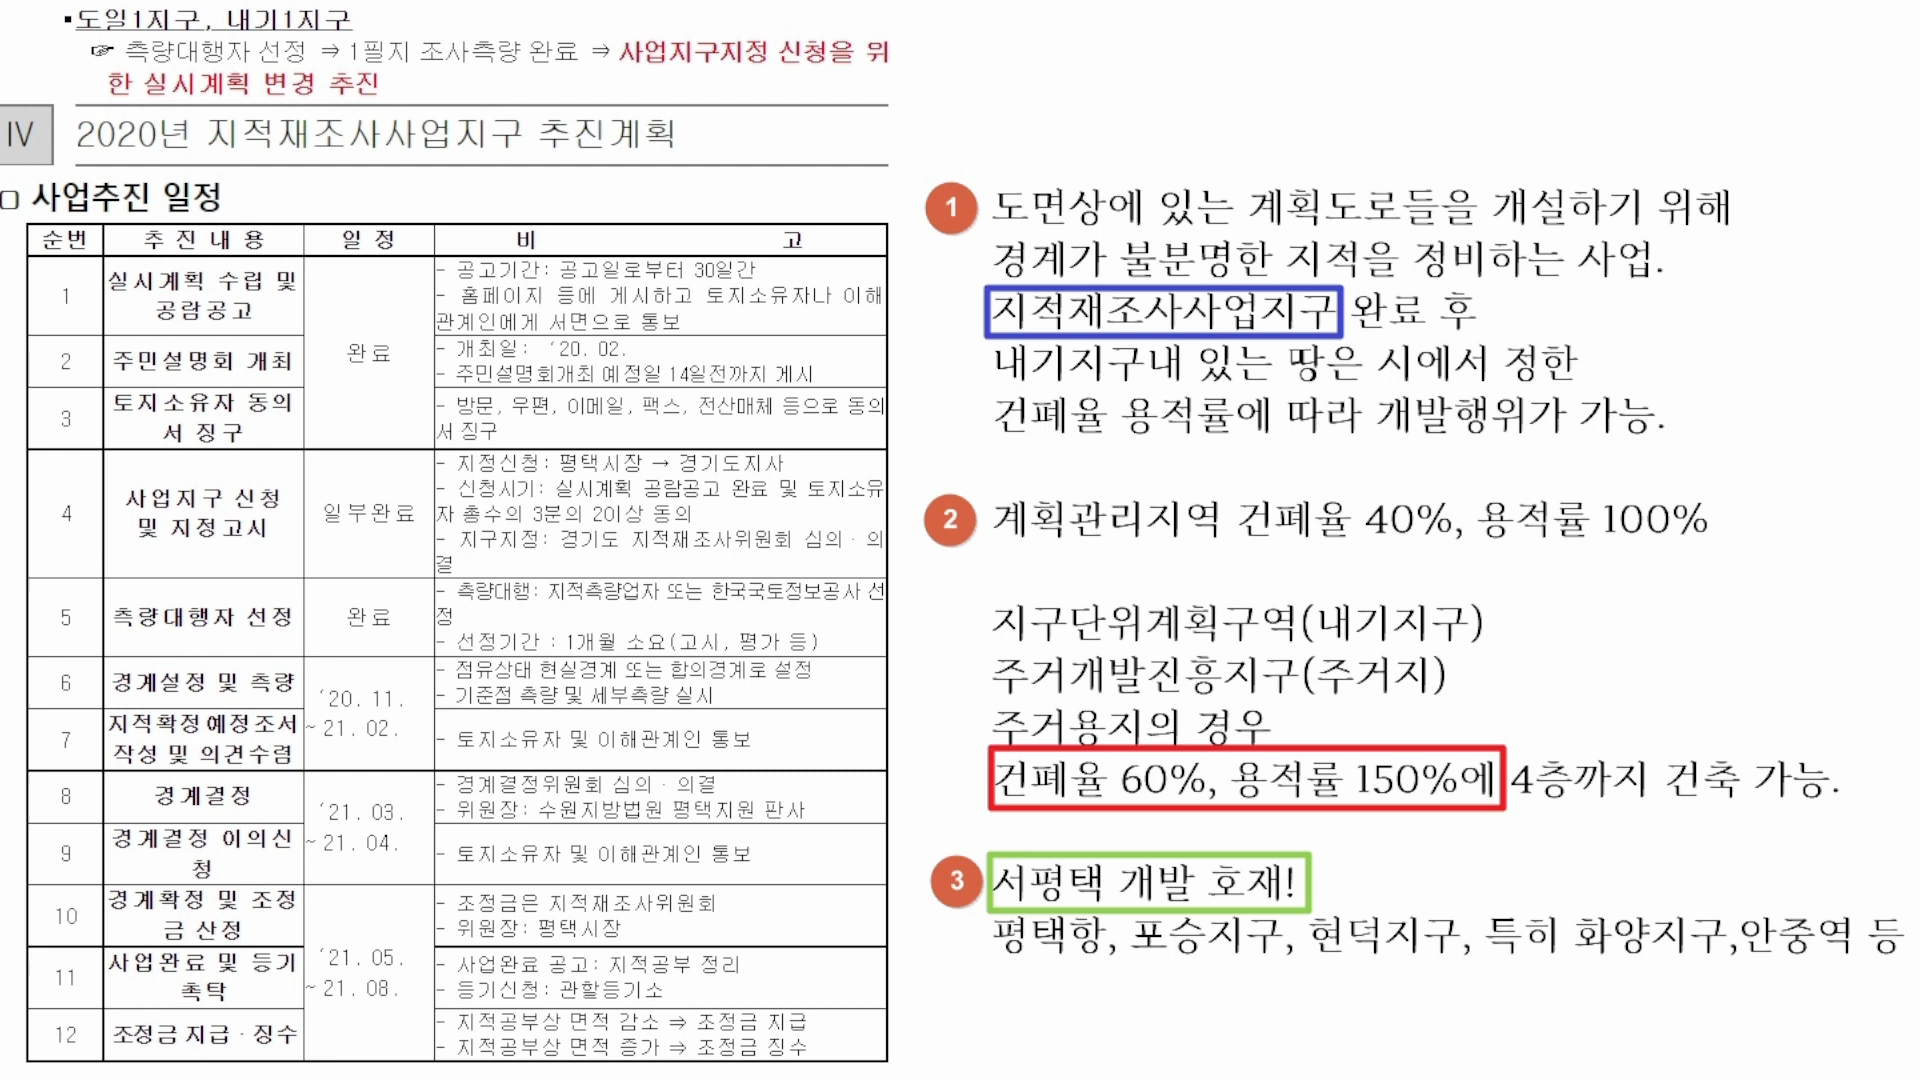 ▪도일1지구, 내기1지구
☞ 측량대행자 선정 ⇒ 1필지 조사측량 완료 ⇒ 사업지구지정 신청을 위
한 실시계획 변경 추진
Ⅳ 2020년 지적재조사사업지구 추진계획
□ 사업추진 일정
순번 추 진 내 용 일 정 비 고
1 실시계획 수립 및
공람공고
- 공고기간: 공고일로부터 30일간
- 홈페이지 등에 게시하고 토지소유자나 이해
관계인에게 서면으로 통보
2 주민설명회 개최 완료
- 개최일: ‘20. 02.
- 주민설명회개최 예정일 14일전까지 게시
3 토지소유자 동의
서 징구
- 방문, 우편, 이메일, 팩스, 전산매체 등으로 동의
서 징구
4 사업지구 신청
및 지정고시
일부완료
- 지정신청: 평택시장 → 경기도지사
- 신청시기: 실시계획 공람공고 완료 및 토지소유
자 총수의 3분의 2이상 동의
- 지구지정: 경기도 지적재조사위원회 심의·의
결
5 측량대행자 선정 완료
- 측량대행: 지적측량업자 또는 한국국토정보공사 선
정
- 선정기간 : 1개월 소요(고시, 평가 등)
6 경계설정 및 측량
- 점유상태 현실경계 또는 합의경계로 설정
- 기준점 측량 및 세부측량 실시
‘20. 11.
~21. 02.
7 지적확정예정조서
작성 및 의견수렴
- 토지소유자 및 이해관계인 통보
8 경계결정
- 경계결정위원회 심의·의결
- 위원장: 수원지방법원 평택지원 판사
‘21. 03.
~21. 04.
9 경계결정 이의신
청
- 토지소유자 및 이해관계인 통보
10 경계확정 및 조정
금 산정
- 조정금은 지적재조사위원회
- 위원장: 평택시장
‘21. 05.
~21. 08.
11 사업완료 및 등기
촉탁
- 사업완료 공고: 지적공부 정리
- 등기신청: 관할등기소
12 조정금 지급·징수
- 지적공부상 면적 감소 ⇒ 조정금 지급
- 지적공부상 면적 증가 ⇒ 조정금 징수
1 도면상에 있는 계획도로들을 개설하기 위해
경계가 불분명한 지적을 정비하는 사업.
지적재조사사업지구 완료 후
내기지구내 있는 땅은 시에서 정한
건폐율 용적률에 따라 개발행위가 가능.
2 계획관리지역 건폐율 40%, 용적률 100%
지구단위계획구역(내기지구)
주거개발진흥지구(주거지)
주거용지의 경우
건폐율 60%, 용적률 150%에 4층까지 건축 가능.
3 서평택 개발 호재!
평택항, 포승지구, 현덕지구, 특히 화양지구,안중역 등